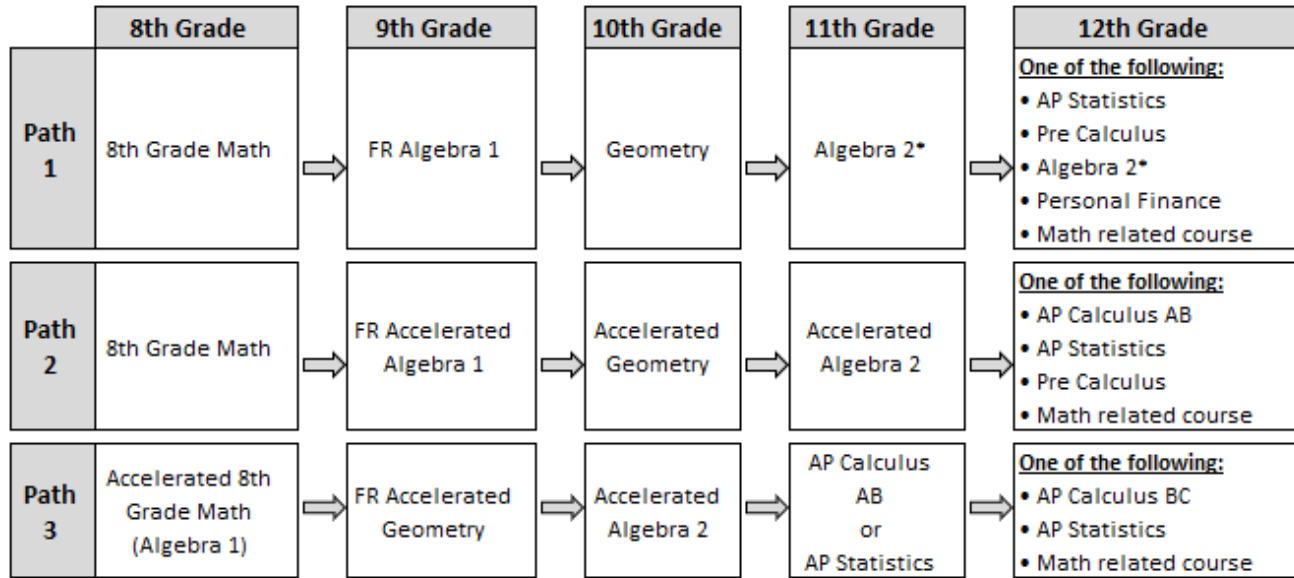 8th Grade
9th Grade
10th Grade
11th Grade
12th Grade
Path
1
8th Grade Math
FR Algebra 1
Geometry
Algebra 2*
One of the following:
• AP Statistics
• Pre Calculus
• Algebra 2*
• Personal Finance
• Math related course
Path
2
8th Grade Math
FR Accelerated
Algebra 1
Accelerated
Geometry
Accelerated
Algebra 2
One of the following:
• AP Calculus AB
• AP Statistics
• Pre Calculus
• Math related course
Path
3
Accelerated 8th
Grade Math
(Algebra 1)
FR Accelerated
Geometry
Accelerated
Algebra 2
AP Calculus
AB
or
AP Statistics
One of the following:
• AP Calculus BC
• AP Statistics
• Math related course